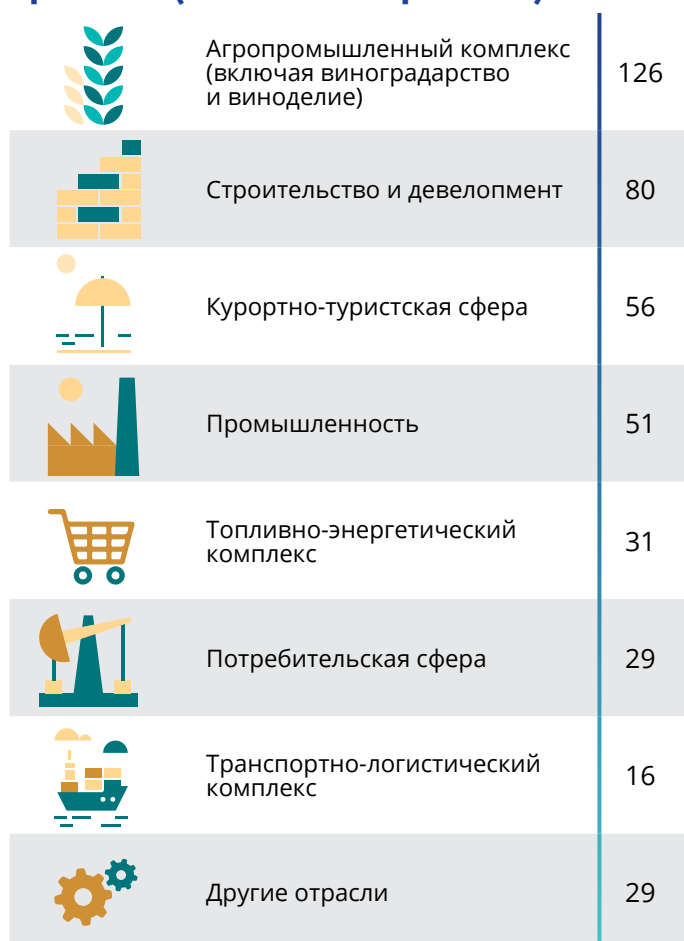 Агропромышленный комплекс
(включая виноградарство
и виноделие)
126
Строительство и девелопмент
80
Курортно-туристская сфера
56
Промышленность
51
Топливно-энергетический
комплекс
31
Потребительская сфера
29
Транспортно-логистический
комплекс
16
Другие отрасли
29